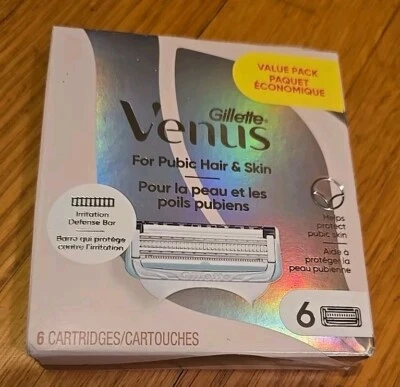 VALUE PACK
PAQUET
ÉCONOMIQUE
Gillette
Venus
For Pubic Hair & Skin
Pour la peau et les
poils pubiens
Irritation
Defense Bar
Barre qui protège
contre l'irritation
Helps
protect
pubic skin
Aide à
protéger la
peau pubienne
Gillette
6
6 CARTRIDGES/CARTOUCHES